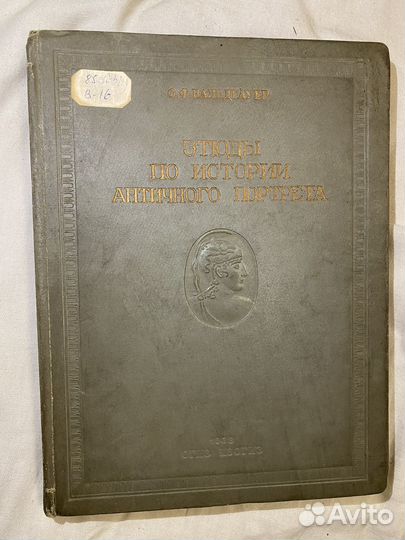 О.Ф. ВАЛЬДГАУЕР
ЭТЮДЫ
ПО ИСТОРИИ
АНТИЧНОГО ПОРТРЕТА
1938
ОГИЗ ИЗОГИЗ
В-16
Avito